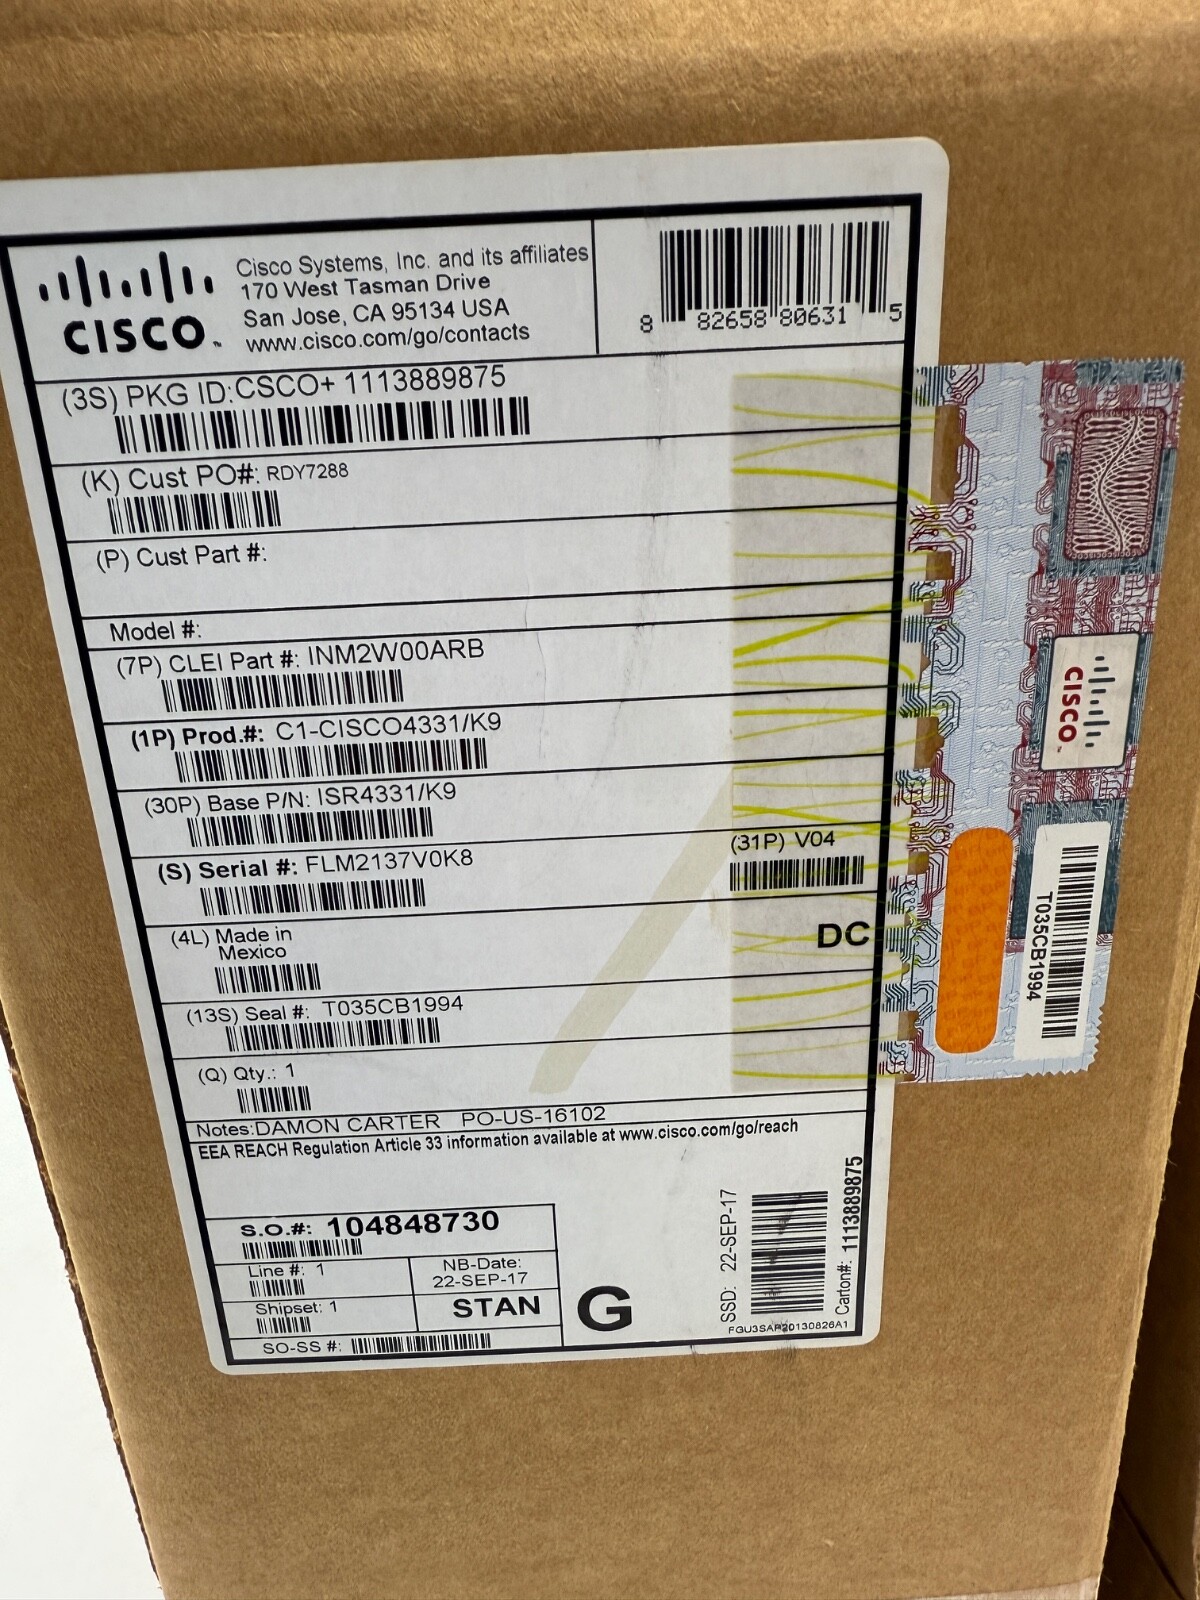 CISCO
Cisco Systems, Inc. and its affiliates
170 West Tasman Drive
San Jose, CA 95134 USA
www.cisco.com/go/contacts
8 82658 80631 5
(3S) PKG ID:CSCO+ 1113889875
(K) Cust PO#: RDY7288
(P) Cust Part #:
Model #:
(7P) CLEI Part #: INM2W00ARB
(1P) Prod.#: C1-CISCO4331/K9
(30P) Base P/N: ISR4331/K9
(31P) V04
(S) Serial #: FLM2137V0K8
DC
(4L) Made in
Mexico
(13S) Seal #: T035CB1994
(Q) Qty.: 1
Notes:DAMON CARTER PO-US-16102
EEA REACH Regulation Article 33 information available at www.cisco.com/go/reach
S.O.#: 104848730
Line #: 1
NB-Date:
22-SEP-17
Shipset: 1
STAN
SO-SS #:
G
SSD: 22-SEP-17
Carton#: 1113889875
FGU3SAP20130826A1
CISCO
T035CB1994